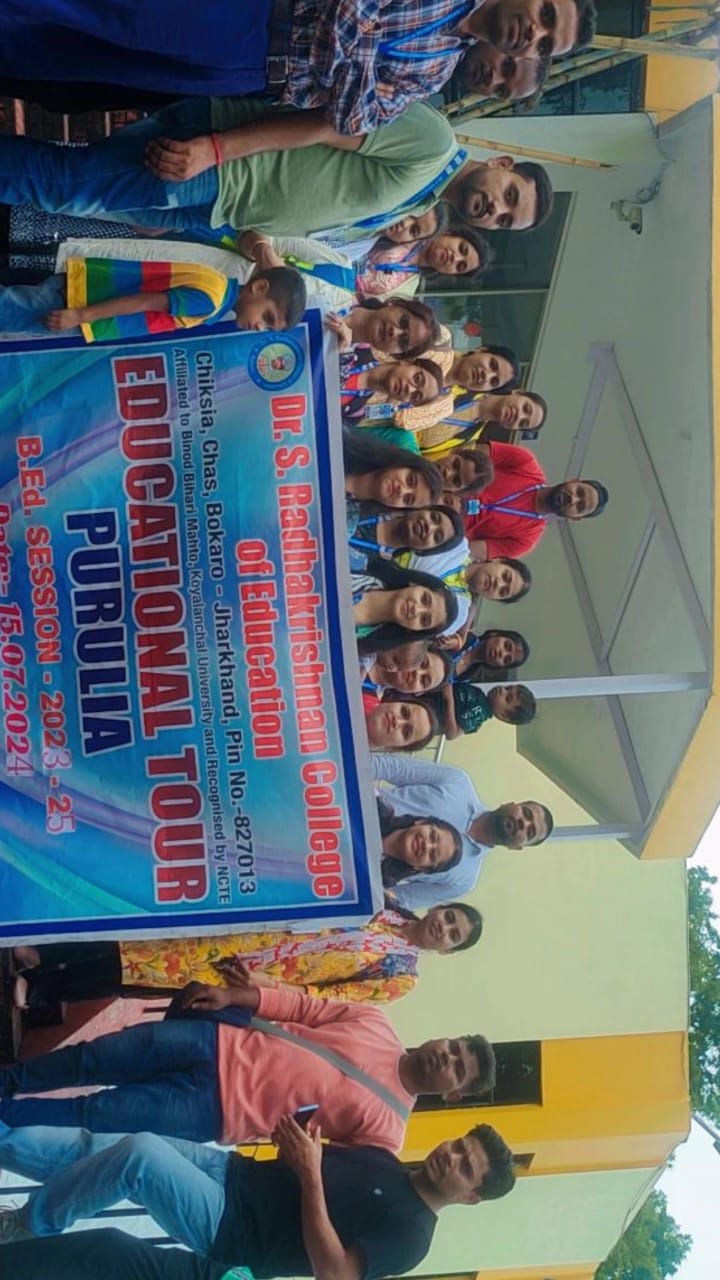 Dr. S. Radhakrishnan College
of Education
Chiksia, Chas, Bokaro - Jharkhand, Pin No.-827013
Affiliated to Binod Bihari Mahto, Koyalanchal University and Recognised by NCTE
EDUCATIONAL TOUR
PURULIA
B.Ed. SESSION - 2023 - 25
Date:- 15.07.2024